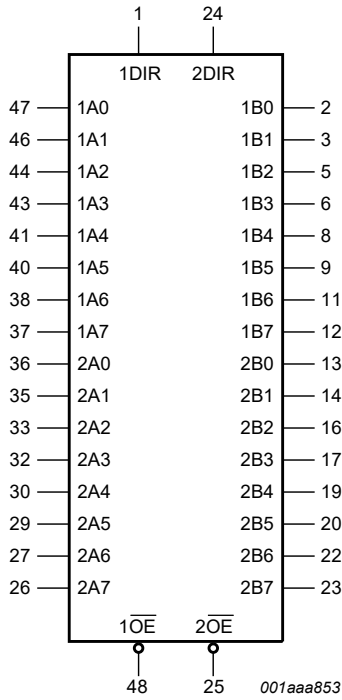 1 24
1DIR 2DIR
47 1A0 1B0 2
46 1A1 1B1 3
44 1A2 1B2 5
43 1A3 1B3 6
41 1A4 1B4 8
40 1A5 1B5 9
38 1A6 1B6 11
37 1A7 1B7 12
36 2A0 2B0 13
35 2A1 2B1 14
33 2A2 2B2 16
32 2A3 2B3 17
30 2A4 2B4 19
29 2A5 2B5 20
27 2A6 2B6 22
26 2A7 2B7 23
1O̅E̅ 2O̅E̅
48 25 001aaa853